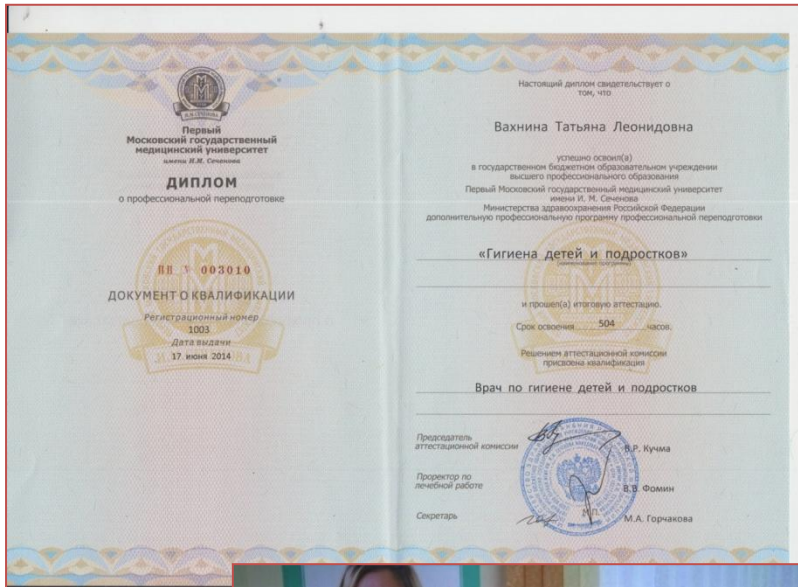 Первый
Московский государственный
медицинский университет
имени И.М. Сеченова
ДИПЛОМ
о профессиональной переподготовке
ПП № 003010
ДОКУМЕНТ О КВАЛИФИКАЦИИ
Регистрационный номер
1003
Дата выдачи
17 июня 2014
Настоящий диплом свидетельствует о
том, что
Вахнина Татьяна Леонидовна
успешно освоил(а)
в государственном бюджетном образовательном учреждении
высшего профессионального образования
Первый Московский государственный медицинский университет
имени И. М. Сеченова
Министерства здравоохранения Российской Федерации
дополнительную профессиональную программу профессиональной переподготовки
«Гигиена детей и подростков»
(наименование программы)
и прошел(а) итоговую аттестацию.
Срок освоения 504 часов.
Решением аттестационной комиссии
присвоена квалификация
Врач по гигиене детей и подростков
Председатель
аттестационной комиссии
В.Р. Кучма
Проректор по
лечебной работе
В.В. Фомин
М.П.
Секретарь
М.А. Горчакова